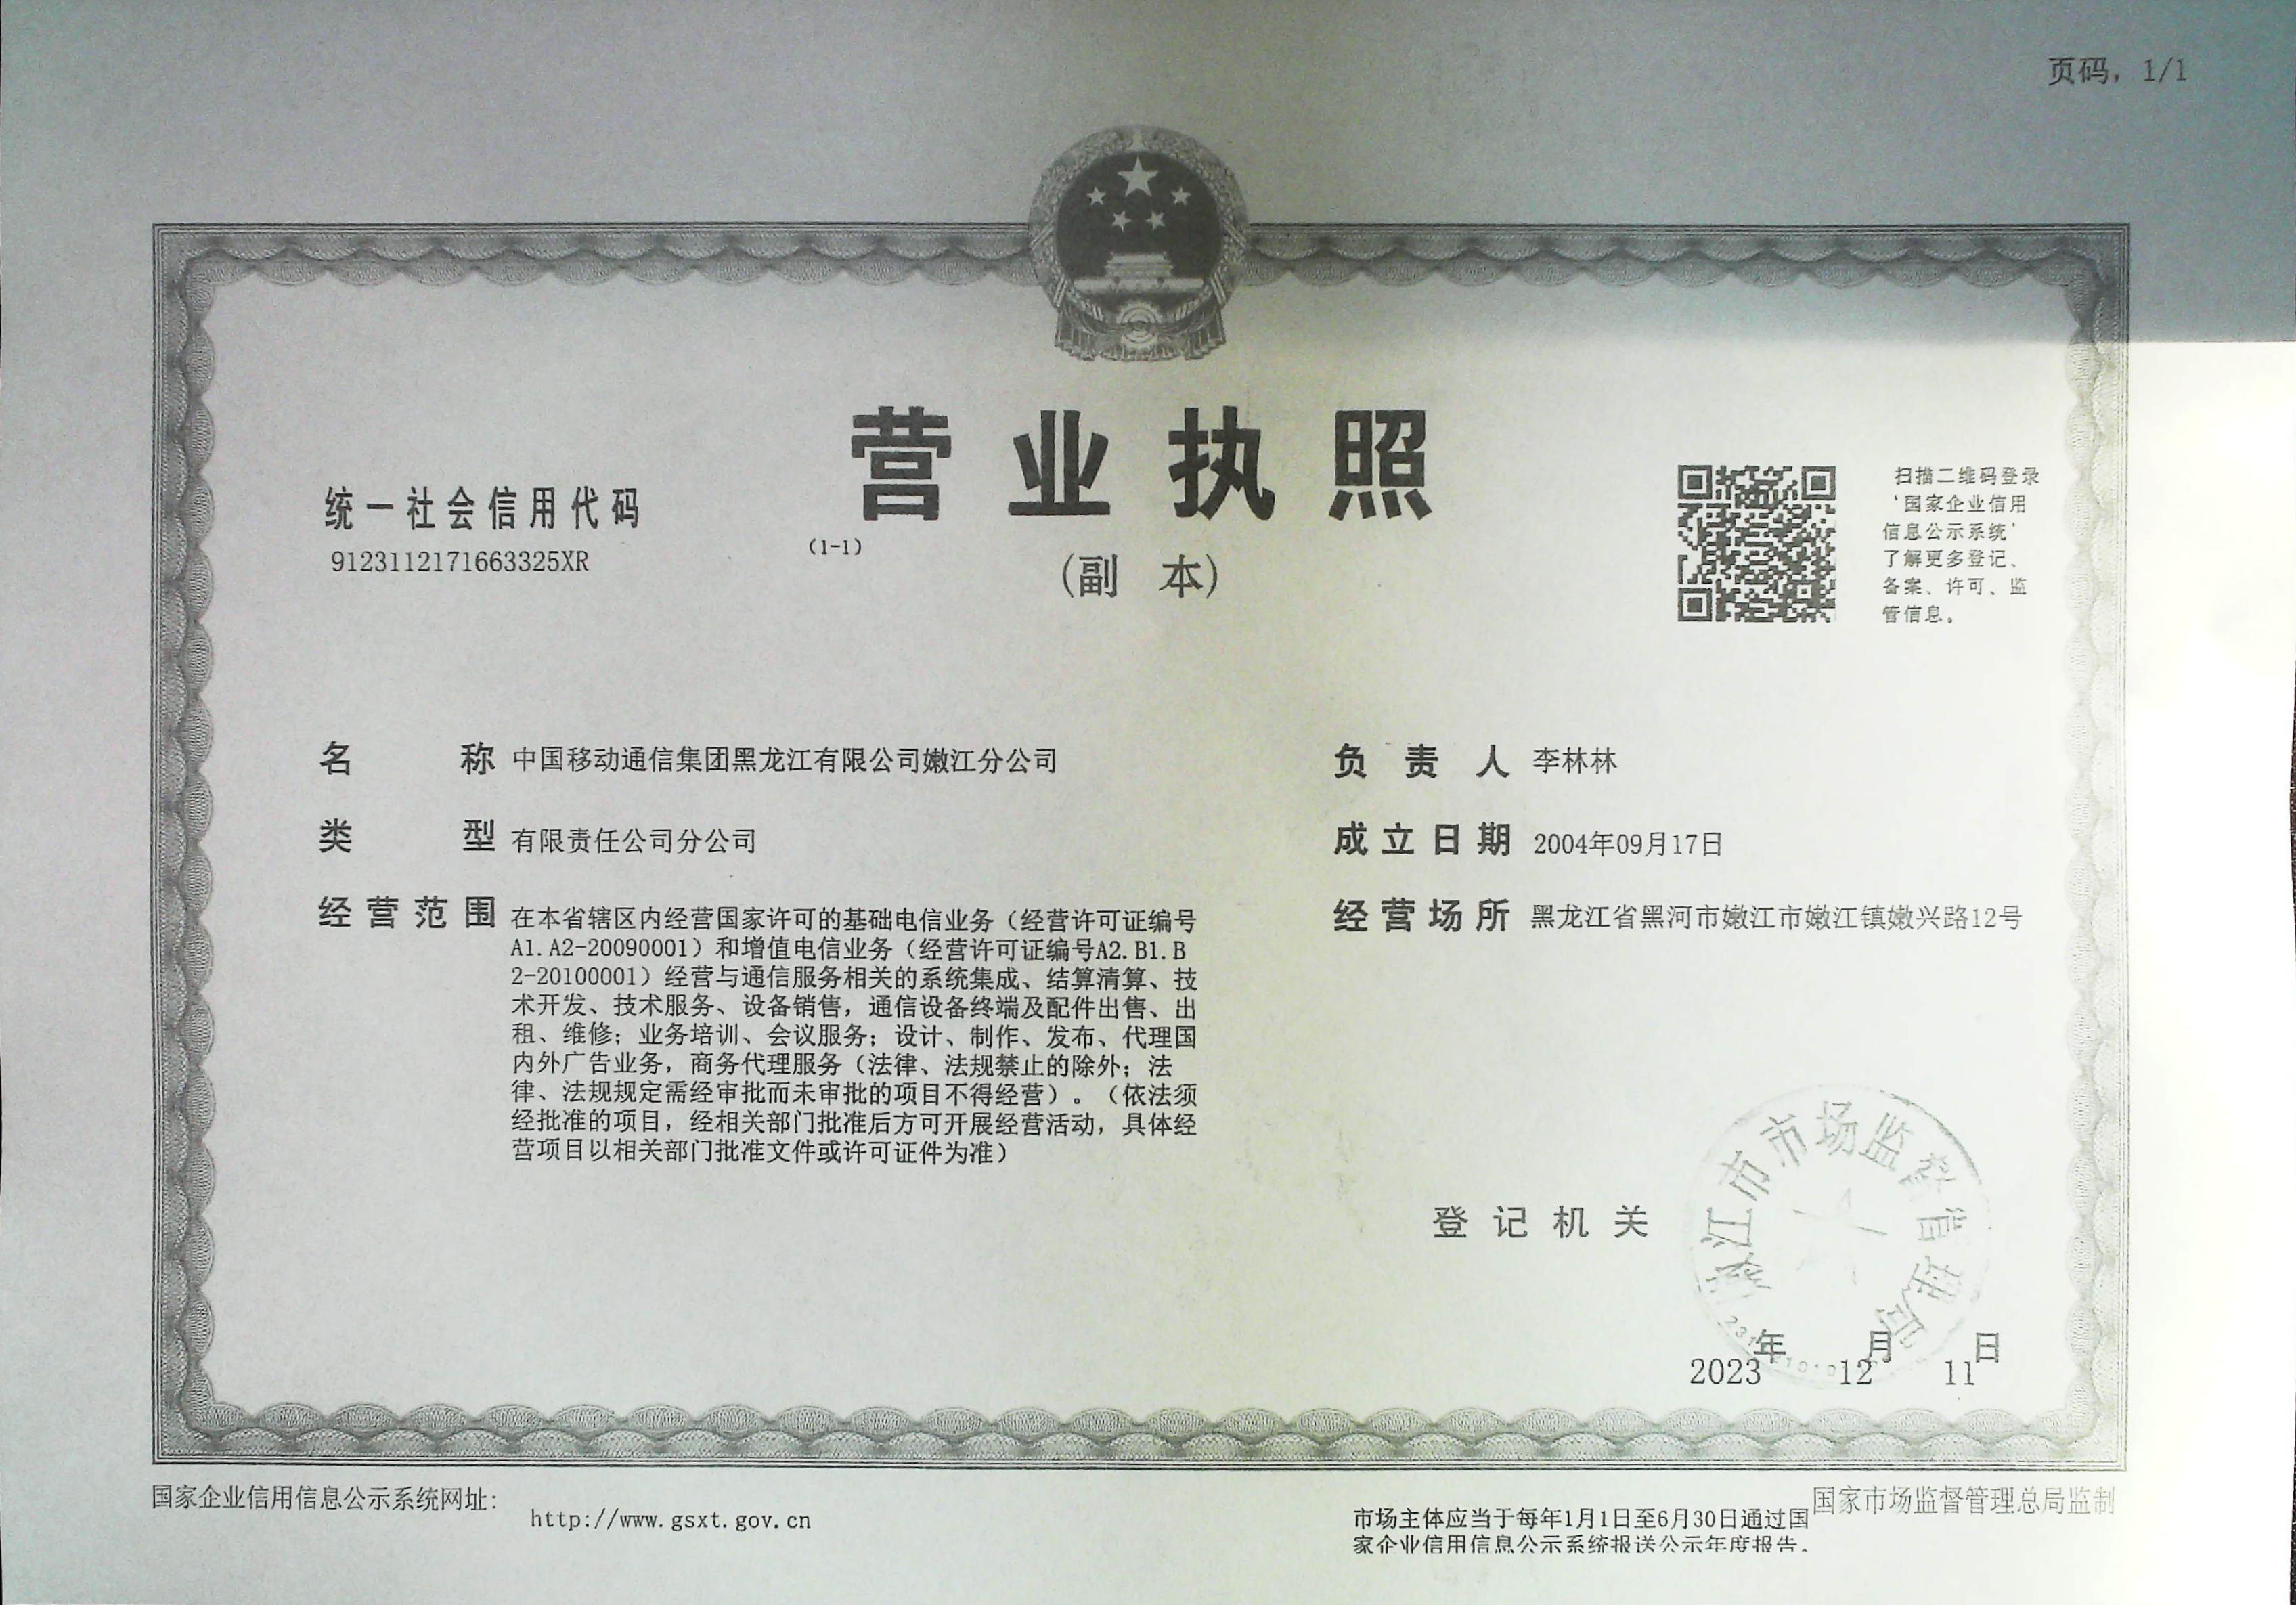 页码，1/1
营业执照
（副 本）
(1-1)
统一社会信用代码
9123112171663325XR
扫描二维码登录
‘国家企业信用
信息公示系统’
了解更多登记、
备案、许可、监
管信息。
名称 中国移动通信集团黑龙江有限公司嫩江分公司
类型 有限责任公司分公司
经营范围 在本省辖区内经营国家许可的基础电信业务（经营许可证编号
A1.A2-20090001）和增值电信业务（经营许可证编号A2.B1.B
2-20100001）经营与通信服务相关的系统集成、结算清算、技
术开发、技术服务、设备销售，通信设备终端及配件出售、出
租、维修；业务培训、会议服务；设计、制作、发布、代理国
内外广告业务，商务代理服务（法律、法规禁止的除外；法
律、法规规定需经审批而未审批的项目不得经营）。（依法须
经批准的项目，经相关部门批准后方可开展经营活动，具体经
营项目以相关部门批准文件或许可证件为准）
负责人 李林林
成立日期 2004年09月17日
经营场所 黑龙江省黑河市嫩江市嫩江镇嫩兴路12号
登记机关
嫩江市市场监督管理局
2023年12月11日
国家企业信用信息公示系统网址：
http://www.gsxt.gov.cn
市场主体应当于每年1月1日至6月30日通过国
家企业信用信息公示系统报送公示年度报告。
国家市场监督管理总局监制